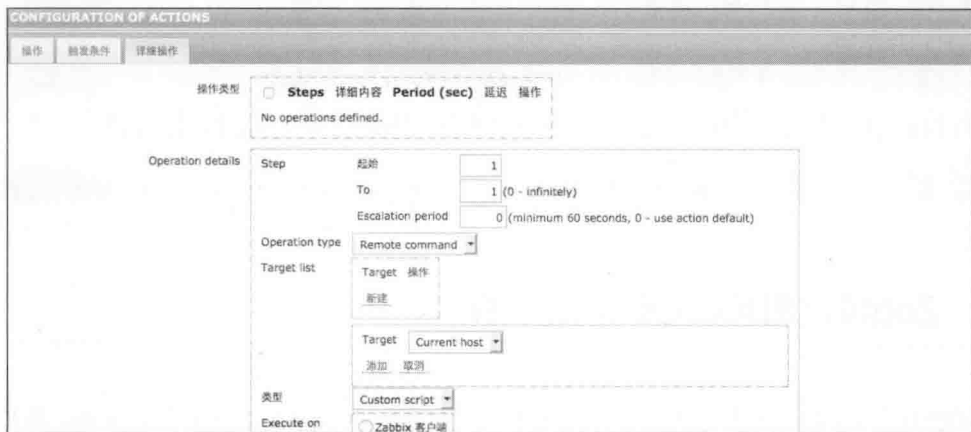 CONFIGURATION OF ACTIONS
操作 触发条件 详细操作
操作类型 Steps 详细内容 Period (sec) 延迟 操作
No operations defined.
Operation details Step 起始 1
To 1 (0 - infinitely)
Escalation period 0 (minimum 60 seconds, 0 - use action default)
Operation type Remote command
Target list Target 操作
新建
Target Current host
添加 取消
类型 Custom script
Execute on Zabbix 客户端